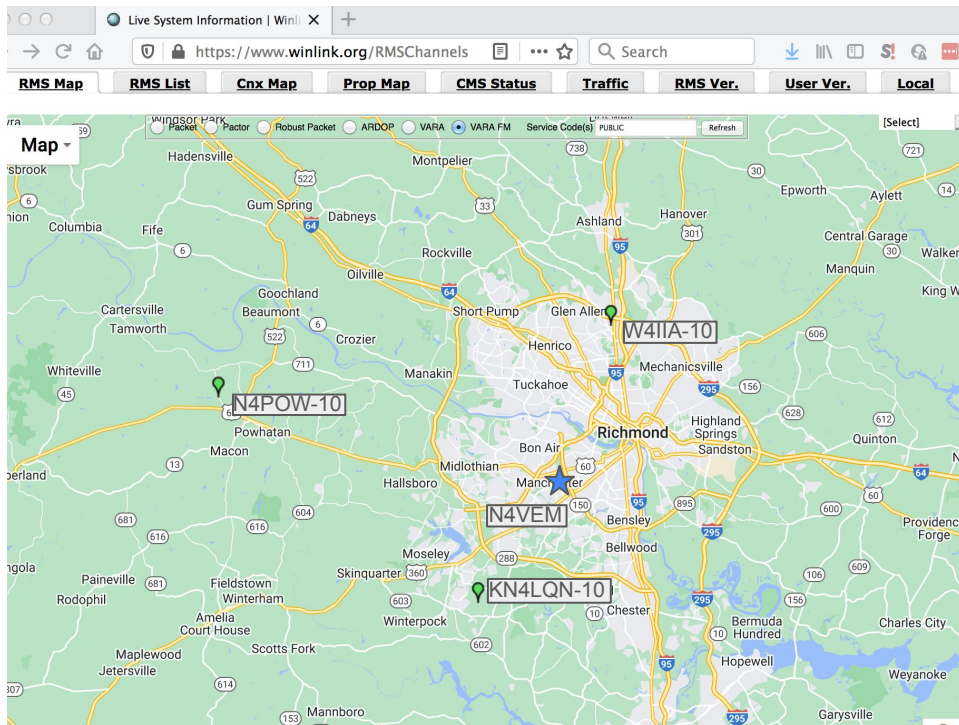 Live System Information | Winli
https://www.winlink.org/RMSChannels
Search
RMS Map
RMS List
Cnx Map
Prop Map
CMS Status
Traffic
RMS Ver.
User Ver.
Local
Packet
Pactor
Robust Packet
ARDOP
VARA
VARA FM
Service Code(s)
PUBLIC
Refresh
[Select]
Map
Windsor Park
59
738
721
Hadensville
Montpelier
30
522
Epworth
Aylett
14
6
Gum Spring
33
Columbia
Fife
64
Dabneys
Ashland
Hanover
301
95
Central Garage
30
Walker
6
Rockville
Manquin
Oilville
64
Goochland
King W
Cartersville
Beaumont
6
Short Pump
Glen Allen
Tamworth
W4IIA-10
606
522
Crozier
Henrico
Whiteville
711
Manakin
95
Mechanicsville
45
Tuckahoe
295
156
N4POW-10
628
612
Powhatan
Richmond
Highland
Springs
Quinton
Macon
Bon Air
Sandston
13
Midlothian
60
64
Hallsboro
Manchester
60
N4VEM
150
95
895
600
681
616
616
604
Bensley
295
Providenc
Forge
Moseley
288
Bellwood
Skinquarter
360
106
609
Paineville
681
Fieldstown
KN4LQN-10
295
156
Rodophil
Winterham
603
Winterpock
10
Chester
Amelia
Court House
602
Bermuda
Hundred
Charles City
10
Maplewood
Scotts Fork
95
Hopewell
Jetersville
Weyanoke
307
614
153
Mannboro
295
Garysville